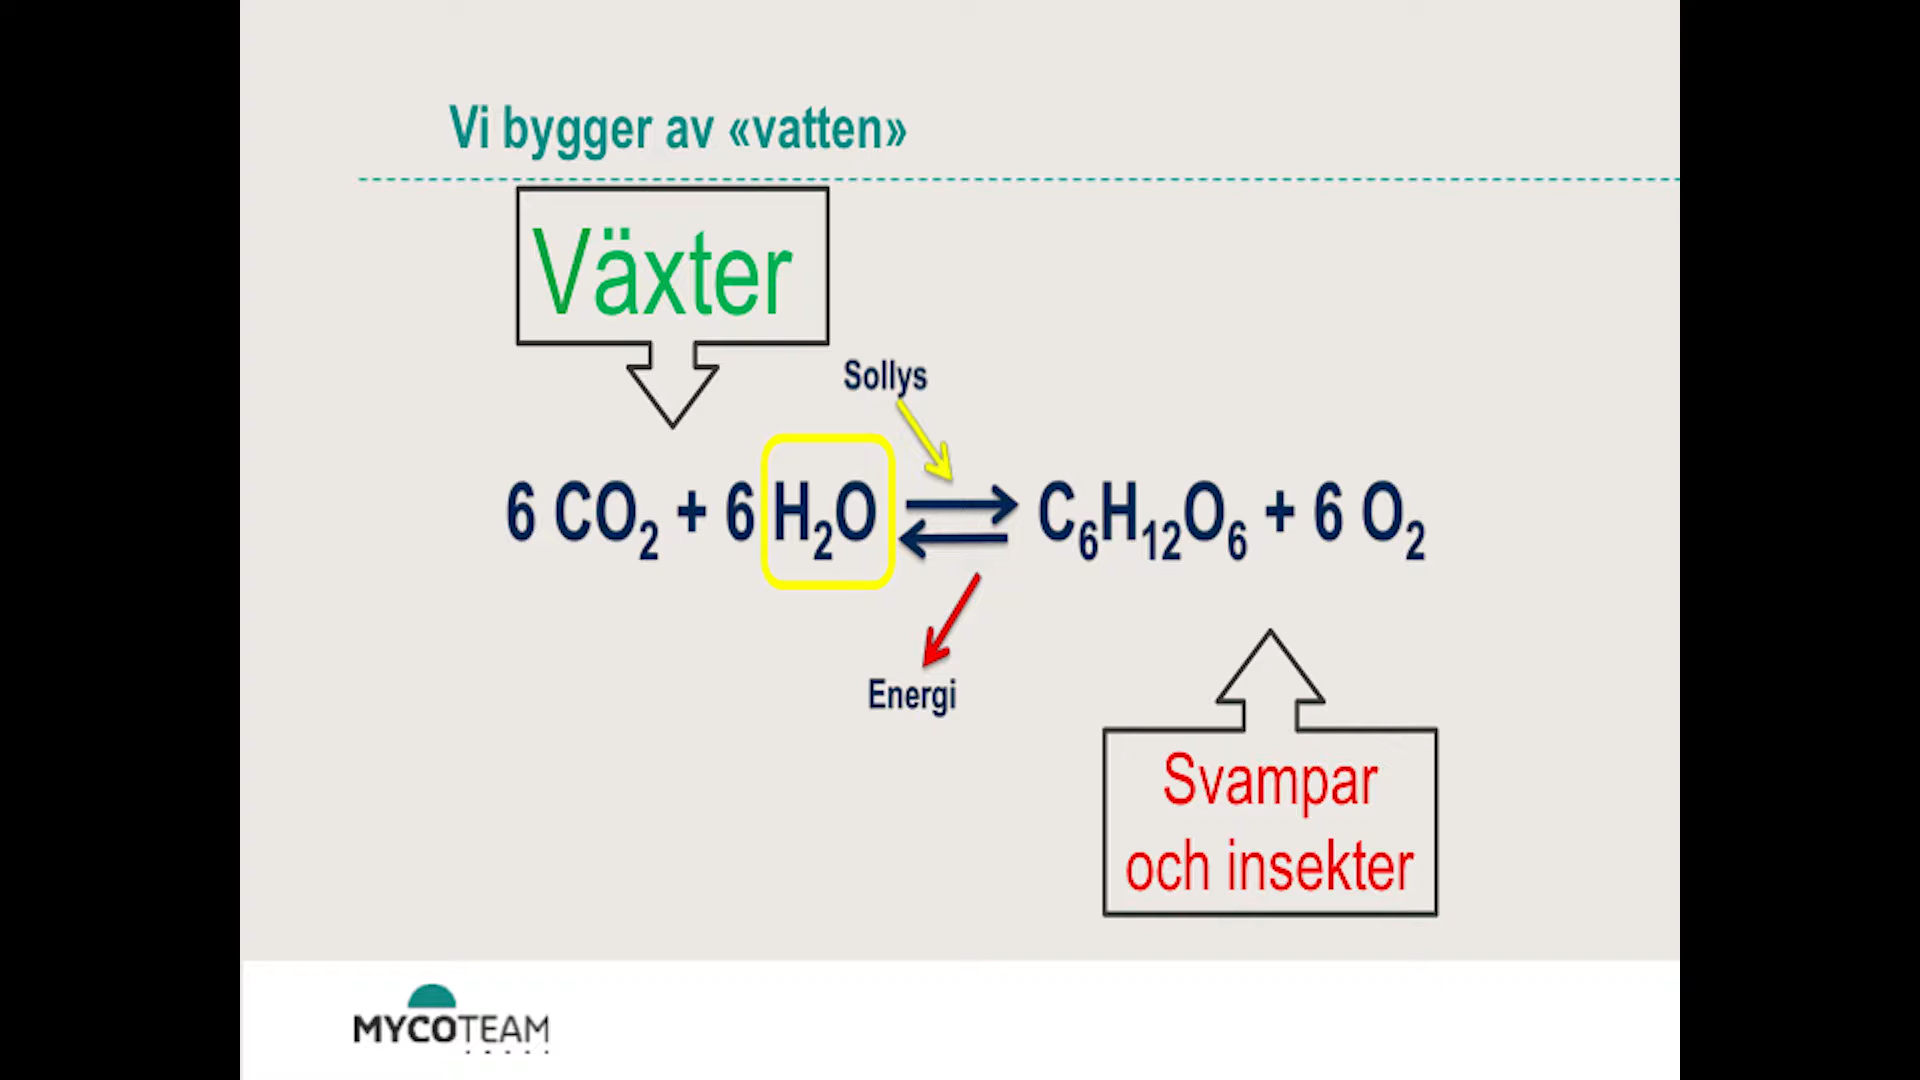 Vi bygger av «vatten»
Växter
Sollys
6 CO₂ + 6 H₂O ⇄ C₆H₁₂O₆ + 6 O₂
Energi
Svampar
och insekter
MYCOTEAM